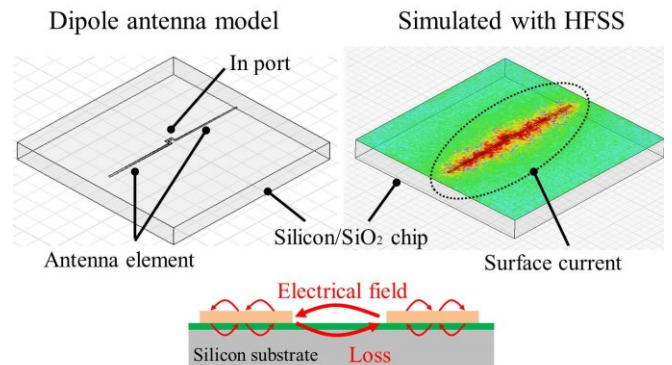 Dipole antenna model
Simulated with HFSS
In port
Silicon/SiO₂ chip
Antenna element
Surface current
Electrical field
Silicon substrate
Loss